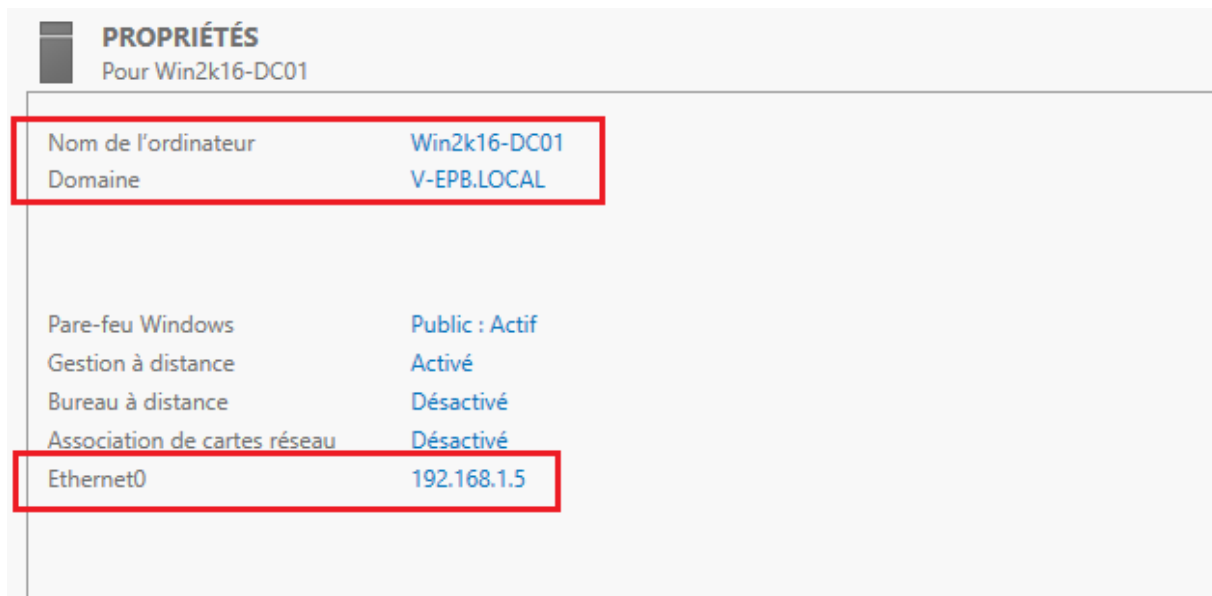 PROPRIÉTÉS
Pour Win2k16-DC01
Nom de l'ordinateur Win2k16-DC01
Domaine V-EPB.LOCAL
Pare-feu Windows Public : Actif
Gestion à distance Activé
Bureau à distance Désactivé
Association de cartes réseau Désactivé
Ethernet0 192.168.1.5